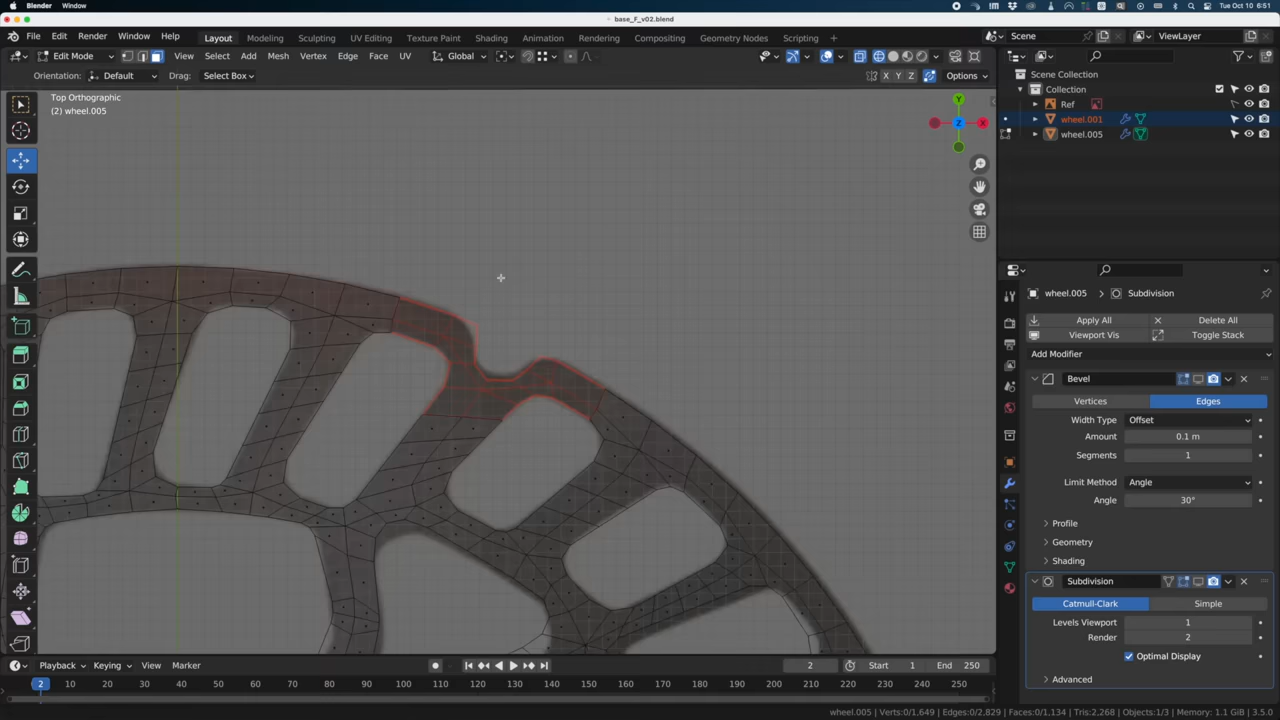 Blender Window Tue Oct 10 6:51
base_F_v02.blend
File Edit Render Window Help Layout Modeling Sculpting UV Editing Texture Paint Shading Animation Rendering Compositing Geometry Nodes Scripting + Scene ViewLayer
Edit Mode View Select Add Mesh Vertex Edge Face UV Global
Orientation: Default Drag: Select Box X Y Z Options
Top Orthographic
(2) wheel.005
Y
Z
X
Scene Collection
Collection
Ref
wheel.001
wheel.005
wheel.005 > Subdivision
Apply All Delete All
Viewport Vis Toggle Stack
Add Modifier
Bevel
Vertices Edges
Width Type Offset
Amount 0.1 m
Segments 1
Limit Method Angle
Angle 30°
Profile
Geometry
Shading
Subdivision
Catmull-Clark Simple
Levels Viewport 1
Render 2
Optimal Display
Advanced
Playback Keying View Marker 2 Start 1 End 250
2 10 20 30 40 50 60 70 80 90 100 110 120 130 140 150 160 170 180 190 200 210 220 230 240 250
wheel.005 | Verts:0/1,649 | Edges:0/2,829 | Faces:0/1,134 | Tris:2,268 | Objects:1/3 | Memory: 1.1 GiB | 3.5.0